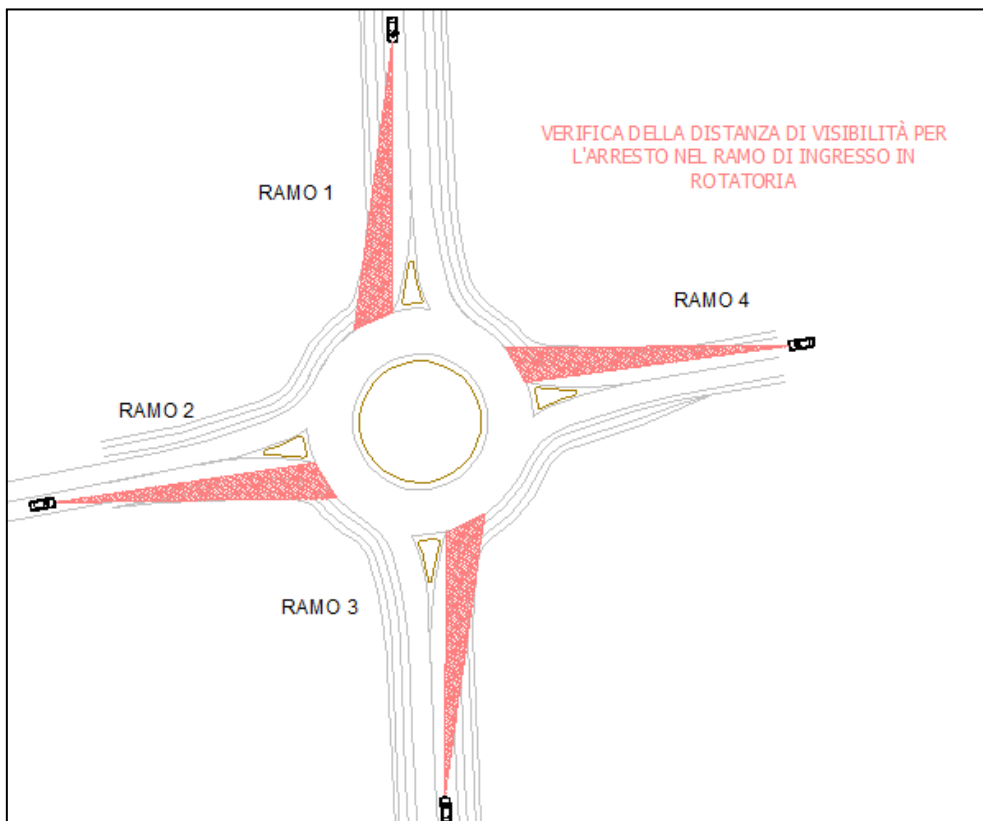 VERIFICA DELLA DISTANZA DI VISIBILITÀ PER
L'ARRESTO NEL RAMO DI INGRESSO IN
ROTATORIA
RAMO 1
RAMO 4
RAMO 2
RAMO 3